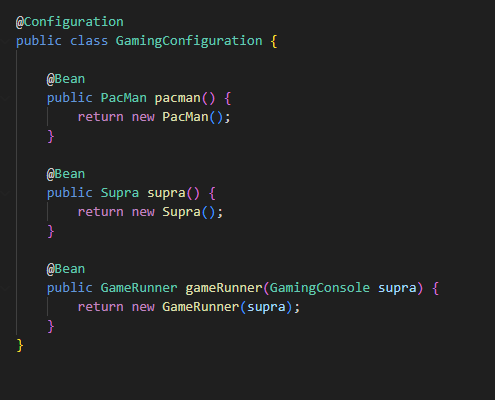 @Configuration
public class GamingConfiguration {
@Bean
public PacMan pacman() {
return new PacMan();
}
@Bean
public Supra supra() {
return new Supra();
}
@Bean
public GameRunner gameRunner(GamingConsole supra) {
return new GameRunner(supra);
}
}